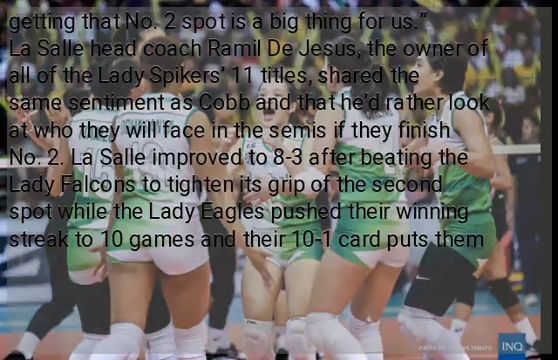 getting that No. 2 spot is a big thing for us.”
La Salle head coach Ramil De Jesus, the owner of
all of the Lady Spikers’ 11 titles, shared the
same sentiment as Cobb and that he’d rather look
at who they will face in the semis if they finish
No. 2. La Salle improved to 8-3 after beating the
Lady Falcons to tighten its grip of the second
spot while the Lady Eagles pushed their winning
streak to 10 games and their 10-1 card puts them
INQ